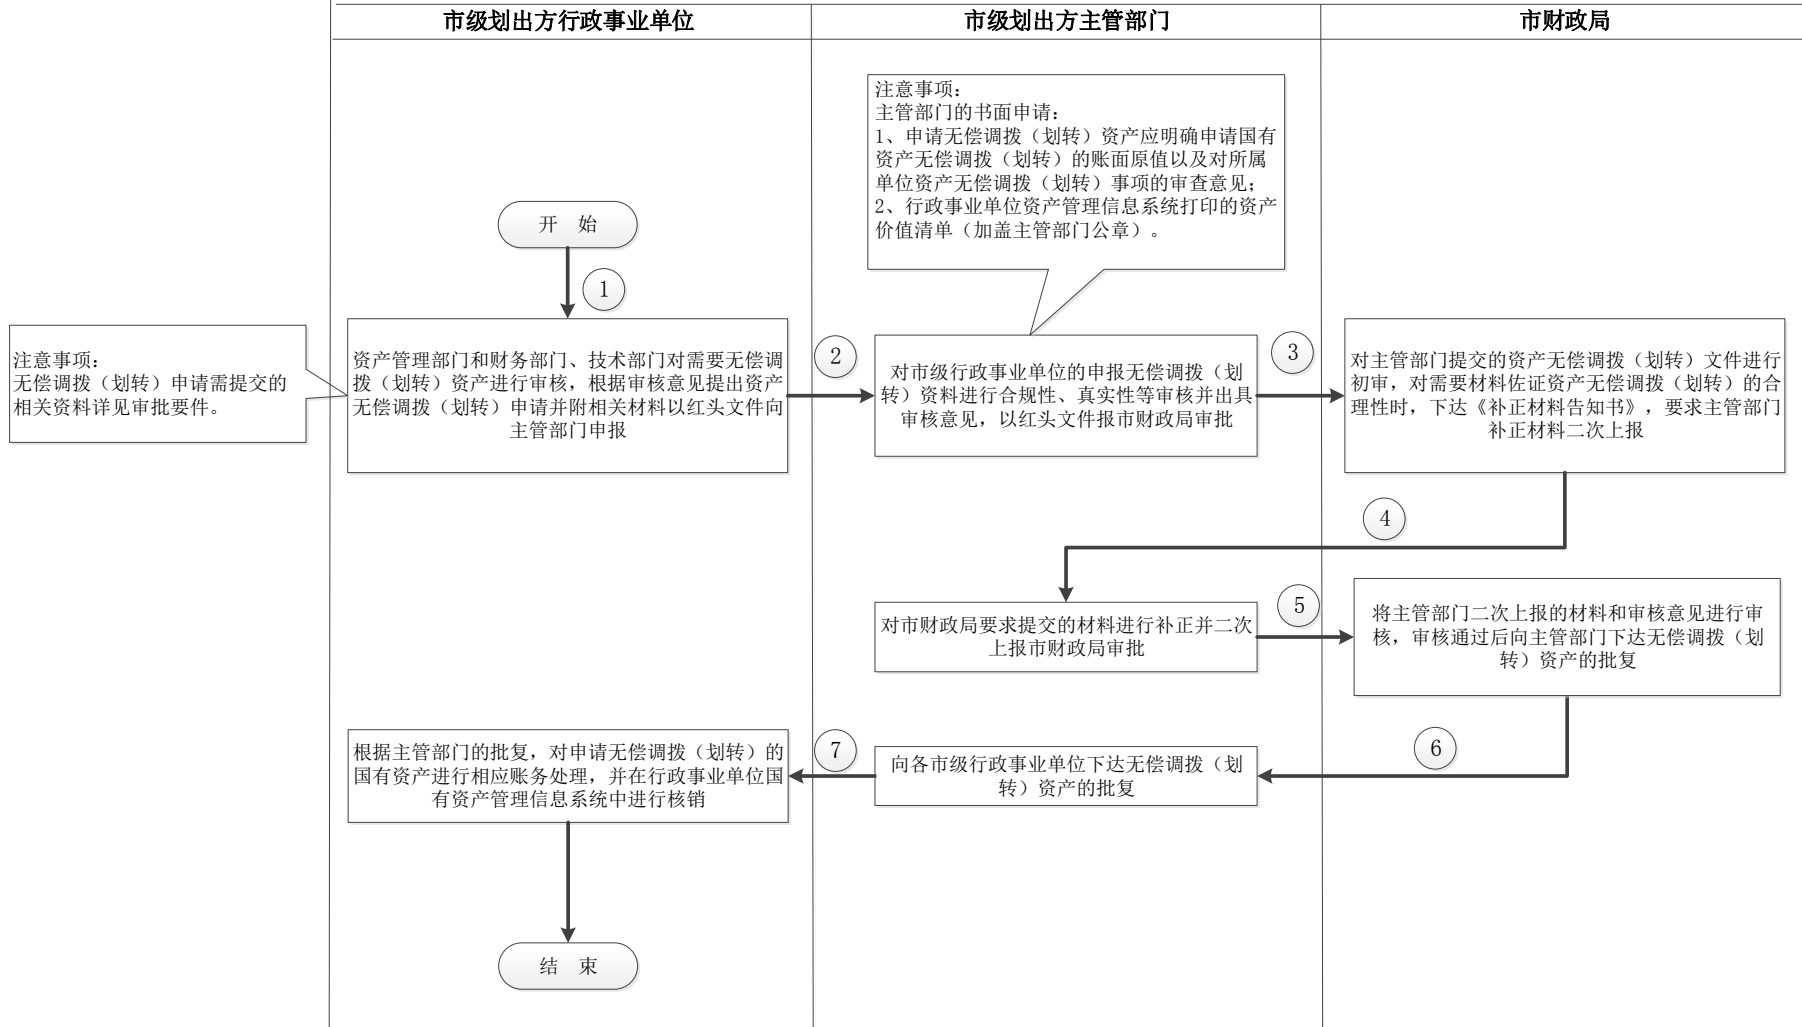 市级划出方行政事业单位
市级划出方主管部门
市财政局
注意事项：
主管部门的书面申请：
1、申请无偿调拨（划转）资产应明确申请国有
资产无偿调拨（划转）的账面原值以及对所属
单位资产无偿调拨（划转）事项的审查意见；
2、行政事业单位资产管理信息系统打印的资产
价值清单（加盖主管部门公章）。
开 始
1
注意事项：
无偿调拨（划转）申请需提交的
相关资料详见审批要件。
资产管理部门和财务部门、技术部门对需要无偿调
拨（划转）资产进行审核，根据审核意见提出资产
无偿调拨（划转）申请并附相关材料以红头文件向
主管部门申报
2
对市级行政事业单位的申报无偿调拨（划
转）资料进行合规性、真实性等审核并出具
审核意见，以红头文件报市财政局审批
3
对主管部门提交的资产无偿调拨（划转）文件进行
初审，对需要材料佐证资产无偿调拨（划转）的合
理性时，下达《补正材料告知书》，要求主管部门
补正材料二次上报
4
对市财政局要求提交的材料进行补正并二次
上报市财政局审批
5
将主管部门二次上报的材料和审核意见进行审
核，审核通过后向主管部门下达无偿调拨（划
转）资产的批复
6
向各市级行政事业单位下达无偿调拨（划
转）资产的批复
7
根据主管部门的批复，对申请无偿调拨（划转）的
国有资产进行相应账务处理，并在行政事业单位国
有资产管理信息系统中进行核销
结 束